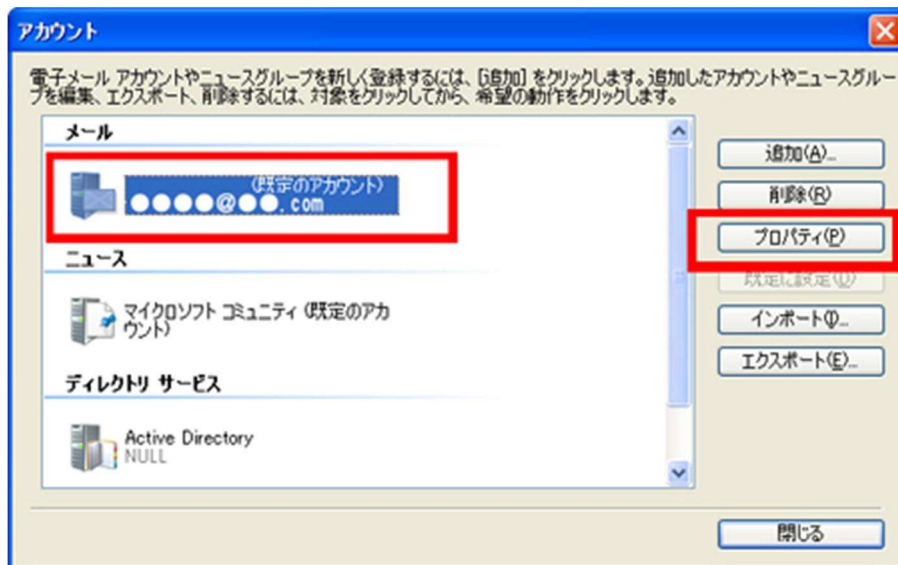 アカウント
電子メール アカウントやニュースグループを新しく登録するには、[追加] をクリックします。追加したアカウントやニュースグルー
プを編集、エクスポート、削除するには、対象をクリックしてから、希望の動作をクリックします。
メール
(既定のアカウント)
●●●●@●●.com
ニュース
マイクロソフト コミュニティ (既定のアカ
ウント)
ディレクトリ サービス
Active Directory
NULL
追加(A)...
削除(R)
プロパティ(P)
既定に設定(D)
インポート(I)...
エクスポート(E)...
閉じる